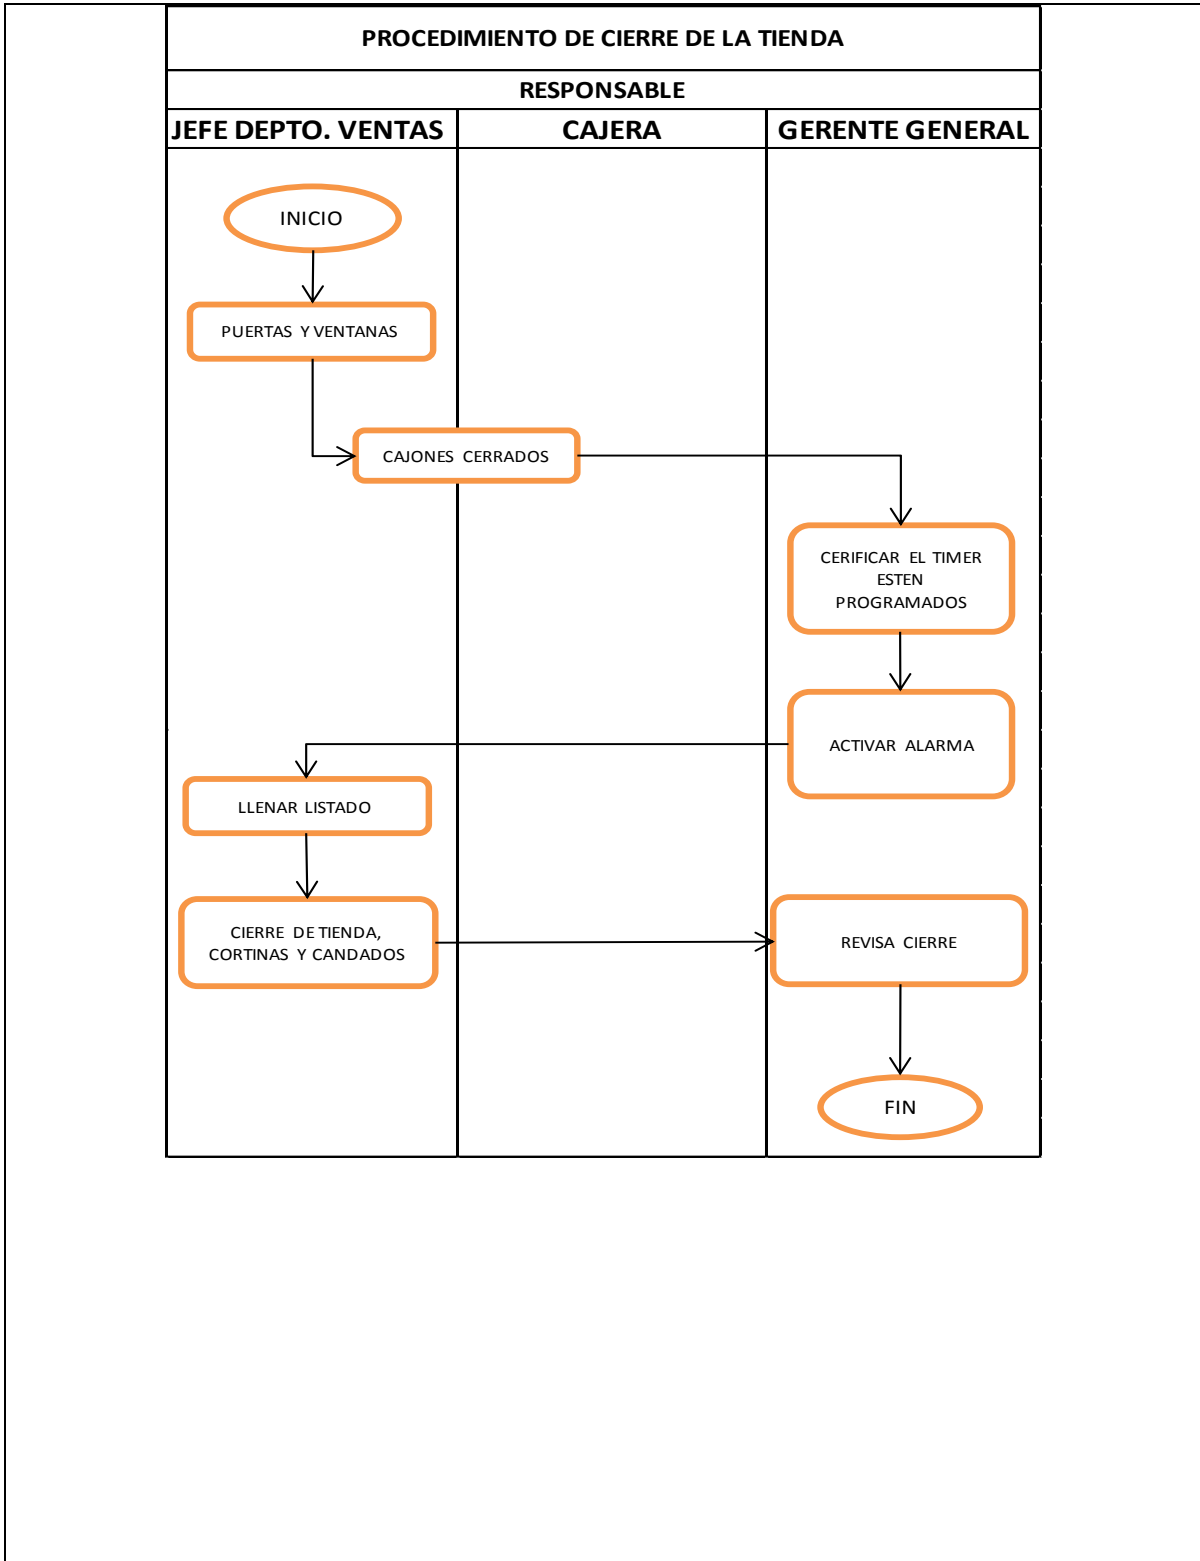 PROCEDIMIENTO DE CIERRE DE LA TIENDA
RESPONSABLE
JEFE DEPTO. VENTAS
CAJERA
GERENTE GENERAL
INICIO
PUERTAS Y VENTANAS
CAJONES CERRADOS
CERIFICAR EL TIMER
ESTEN
PROGRAMADOS
ACTIVAR ALARMA
LLENAR LISTADO
CIERRE DE TIENDA,
CORTINAS Y CANDADOS
REVISA CIERRE
FIN